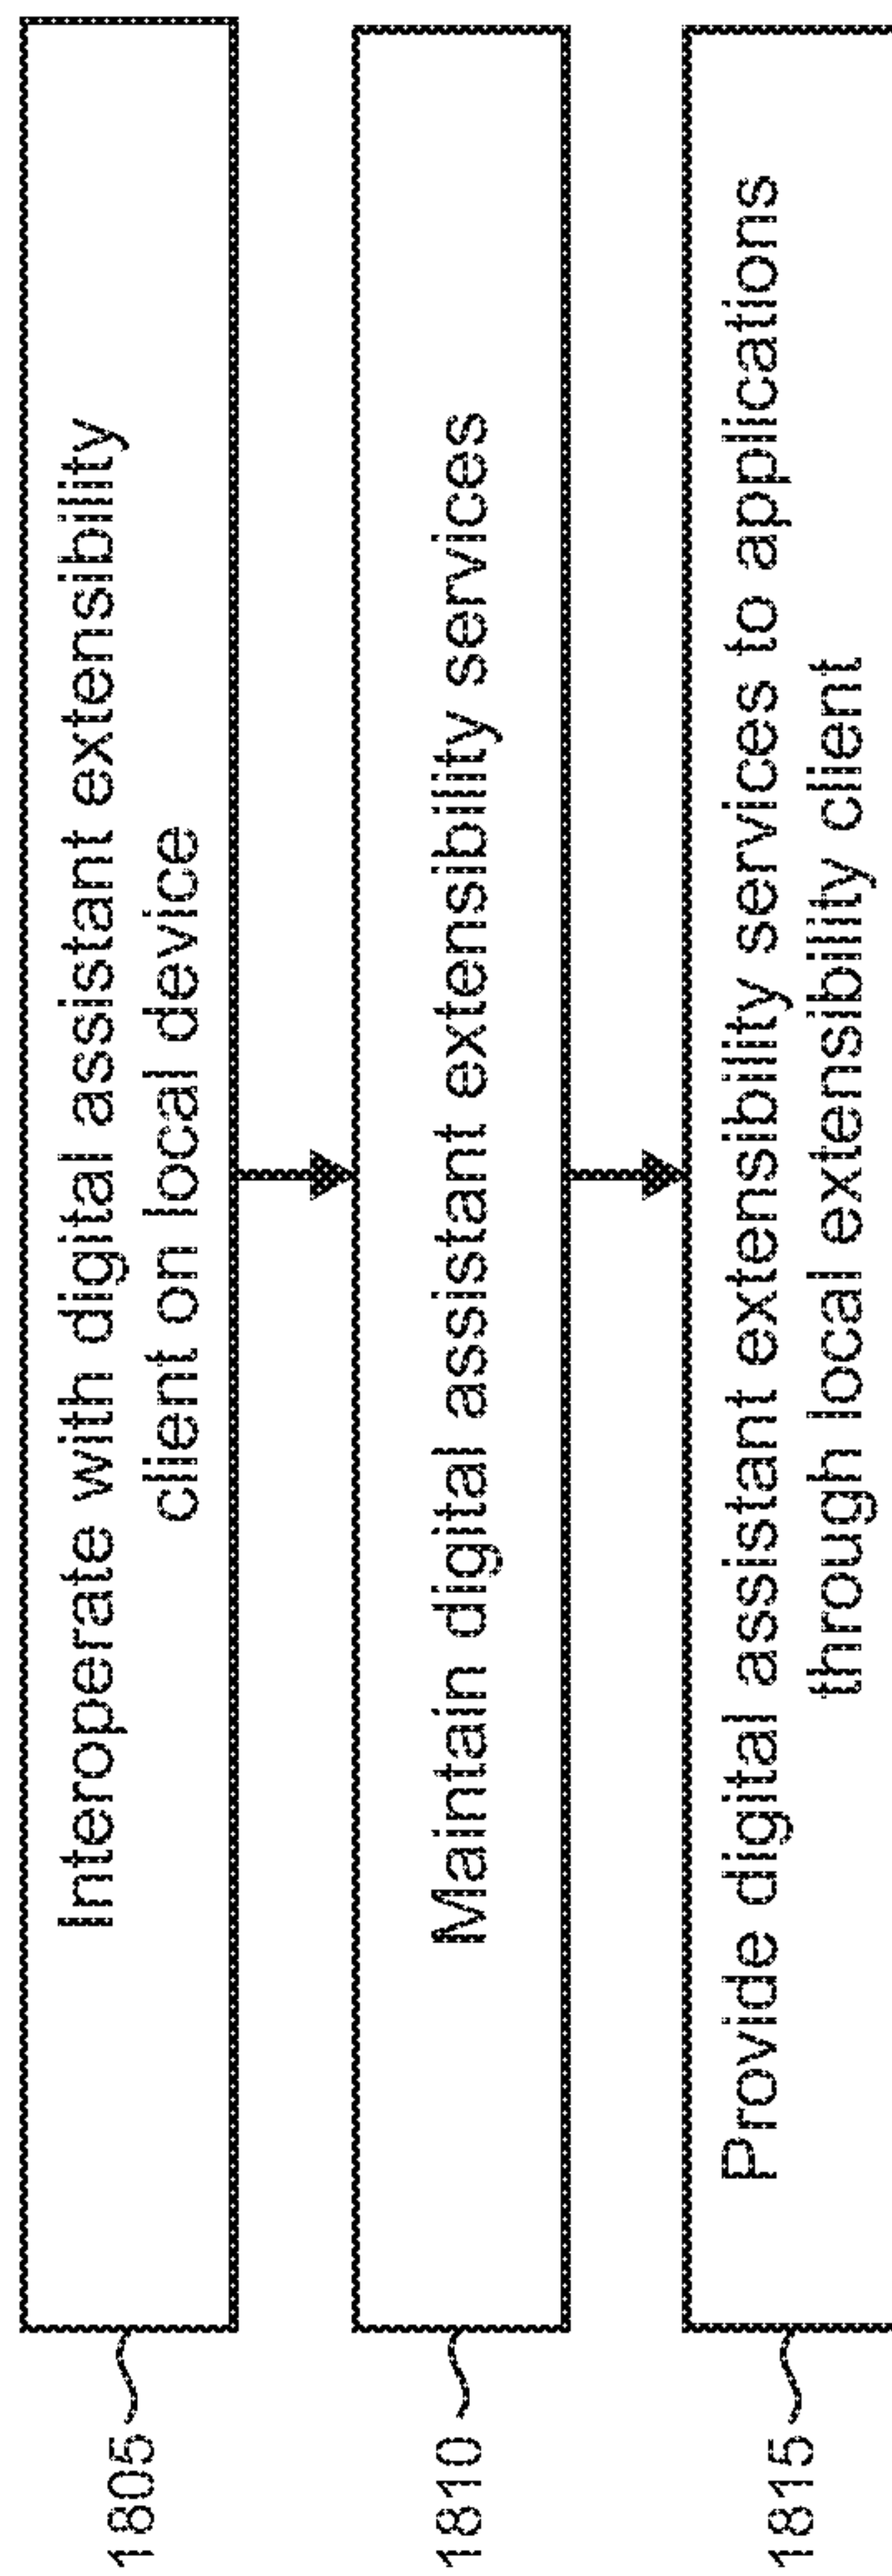 1805
Interoperate with digital assistant extensibility
client on local device
1810
Maintain digital assistant extensibility services
1815
Provide digital assistant extensibility services to applications
through local extensibility client